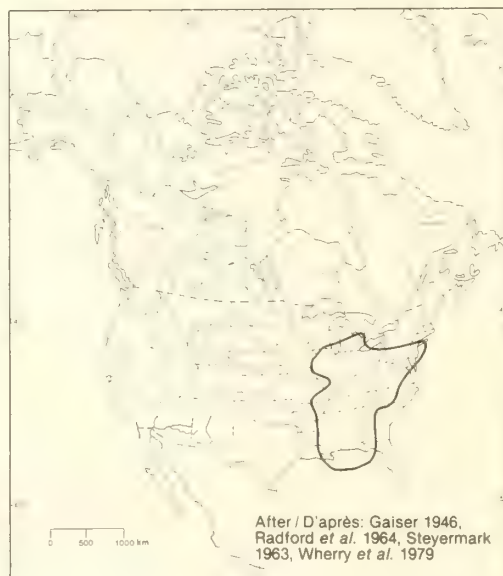 0 500 1000 km
After / D'après: Gaiser 1946,
Radford et al. 1964, Steyermark
1963, Wherry et al. 1979